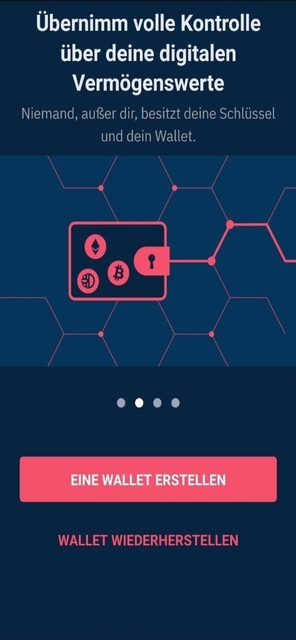 Übernimm volle Kontrolle
über deine digitalen
Vermögenswerte
Niemand, außer dir, besitzt deine Schlüssel
und dein Wallet.
EINE WALLET ERSTELLEN
WALLET WIEDERHERSTELLEN